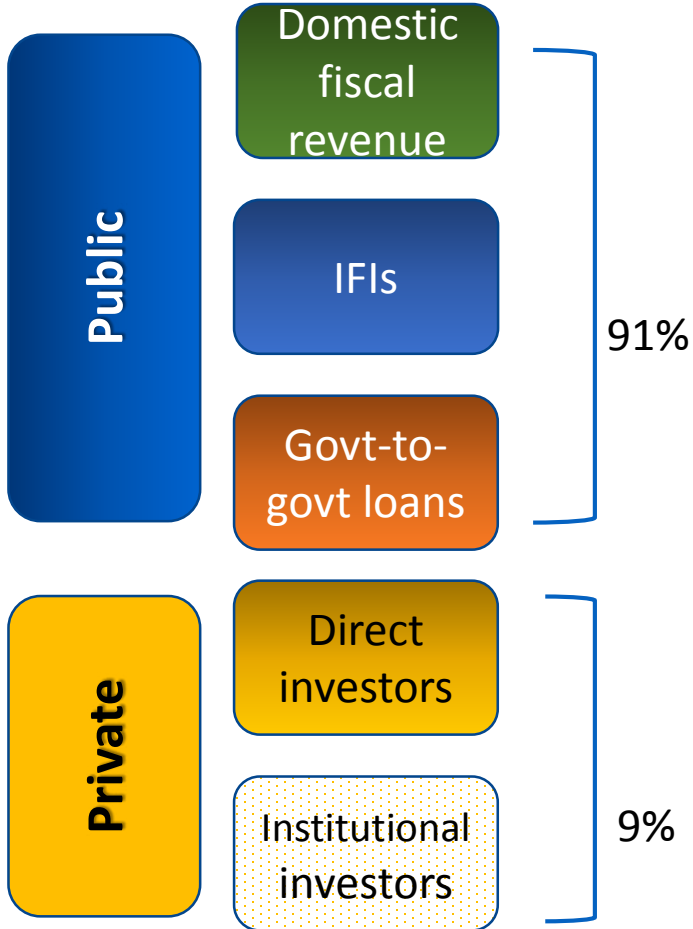 Public
Domestic
fiscal
revenue
IFIs
Govt-to-
govt loans
91%
Private
Direct
investors
Institutional
investors
9%